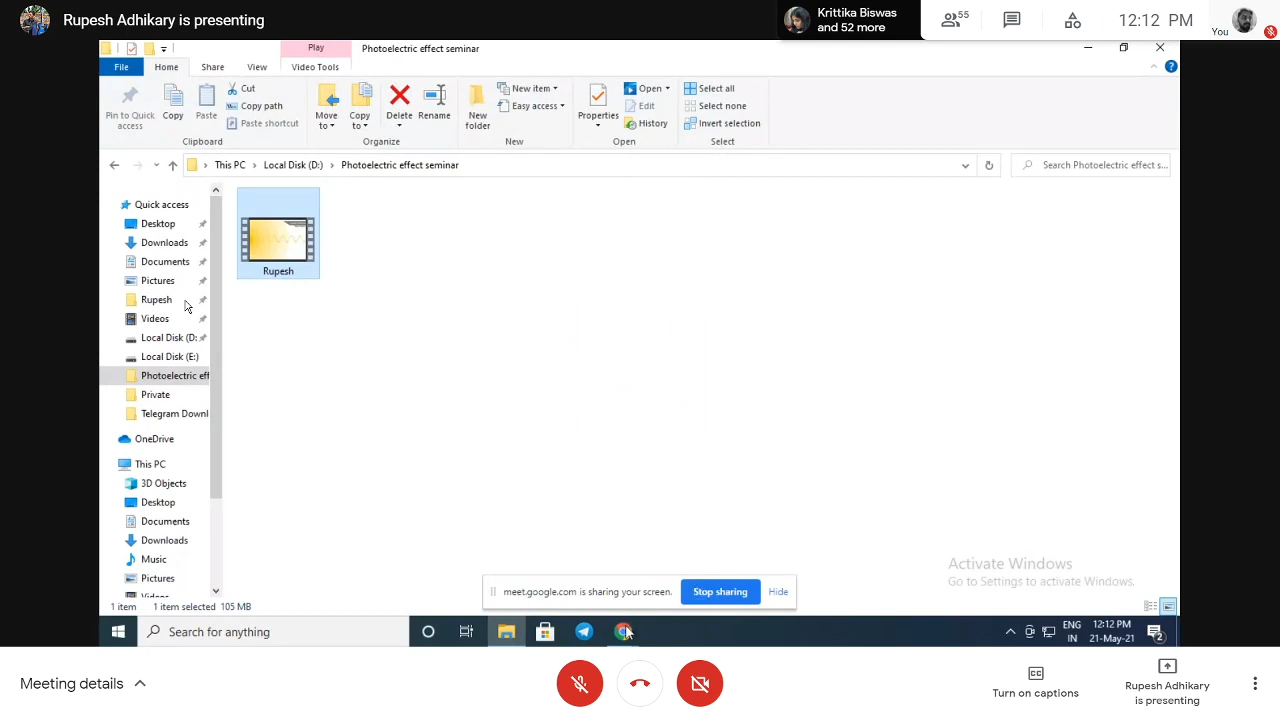 Rupesh Adhikary is presenting
Krittika Biswas
and 52 more
55
12:12 PM
You
Play
Photoelectric effect seminar
File
Home
Share
View
Video Tools
Pin to Quick
access
Copy
Paste
Cut
Copy path
Paste shortcut
Clipboard
Move
to
Copy
to
Delete
Rename
Organize
New
folder
New item
Easy access
New
Properties
Open
Edit
History
Open
Select all
Select none
Invert selection
Select
This PC > Local Disk (D:) > Photoelectric effect seminar
Search Photoelectric effect s...
Quick access
Desktop
Downloads
Documents
Pictures
Rupesh
Videos
Local Disk (D:
Local Disk (E:)
Photoelectric eff
Private
Telegram Downl
OneDrive
This PC
3D Objects
Desktop
Documents
Downloads
Music
Pictures
Videos
Rupesh
Activate Windows
Go to Settings to activate Windows.
meet.google.com is sharing your screen.
Stop sharing
Hide
1 item
1 item selected 105 MB
Search for anything
ENG
IN
12:12 PM
21-May-21
2
Meeting details
CC
Turn on captions
Rupesh Adhikary
is presenting